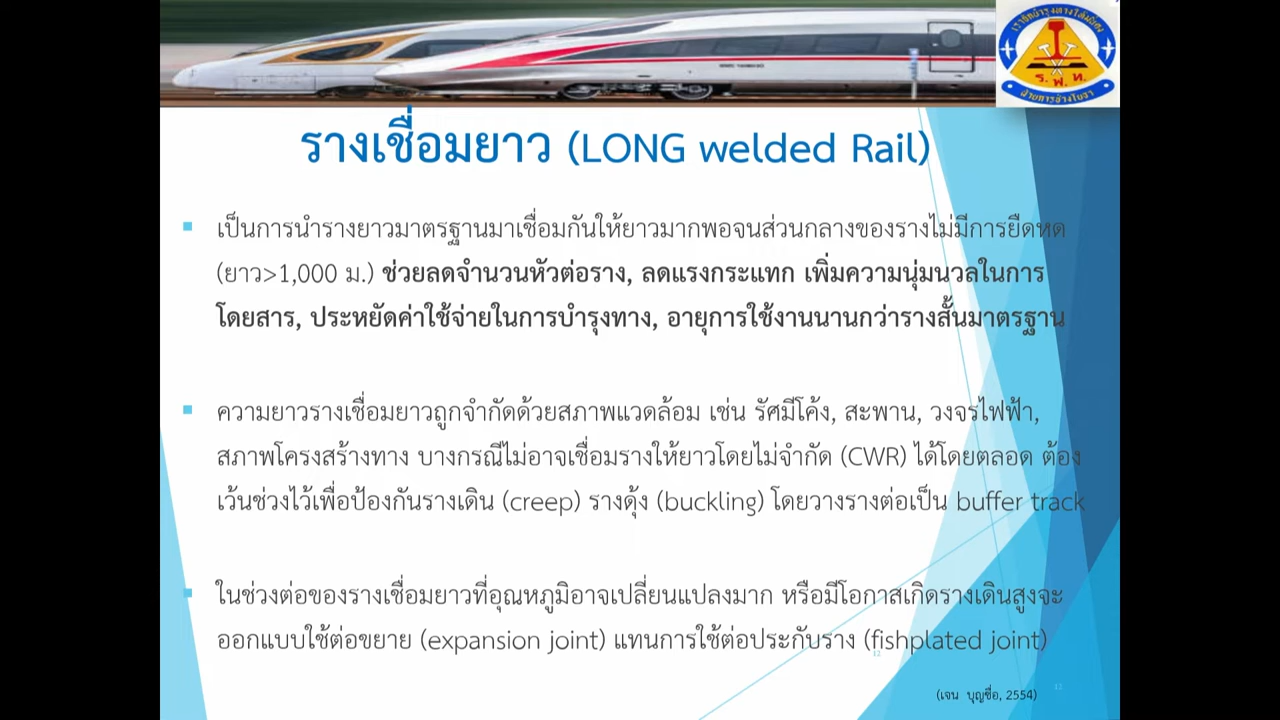 ร. ฟ. ท.
รางเชื่อมยาว (LONG welded Rail)
เป็นการนำรางยาวมาตรฐานมาเชื่อมกันให้ยาวมากพอจนส่วนกลางของรางไม่มีการยืดหด
(ยาว>1,000 ม.) ช่วยลดจำนวนหัวต่อราง, ลดแรงกระแทก เพิ่มความนุ่มนวลในการ
โดยสาร, ประหยัดค่าใช้จ่ายในการบำรุงทาง, อายุการใช้งานนานกว่ารางสั้นมาตรฐาน
ความยาวรางเชื่อมยาวถูกจำกัดด้วยสภาพแวดล้อม เช่น รัศมีโค้ง, สะพาน, วงจรไฟฟ้า,
สภาพโครงสร้างทาง บางกรณีไม่อาจเชื่อมรางให้ยาวโดยไม่จำกัด (CWR) ได้โดยตลอด ต้อง
เว้นช่วงไว้เพื่อป้องกันรางเดิน (creep) รางดุ้ง (buckling) โดยวางรางต่อเป็น buffer track
ในช่วงต่อของรางเชื่อมยาวที่อุณหภูมิอาจเปลี่ยนแปลงมาก หรือมีโอกาสเกิดรางเดินสูงจะ
ออกแบบใช้ต่อขยาย (expansion joint) แทนการใช้ต่อประกับราง (fishplated joint)
12
12
(เจน บุญชื่อ, 2554)